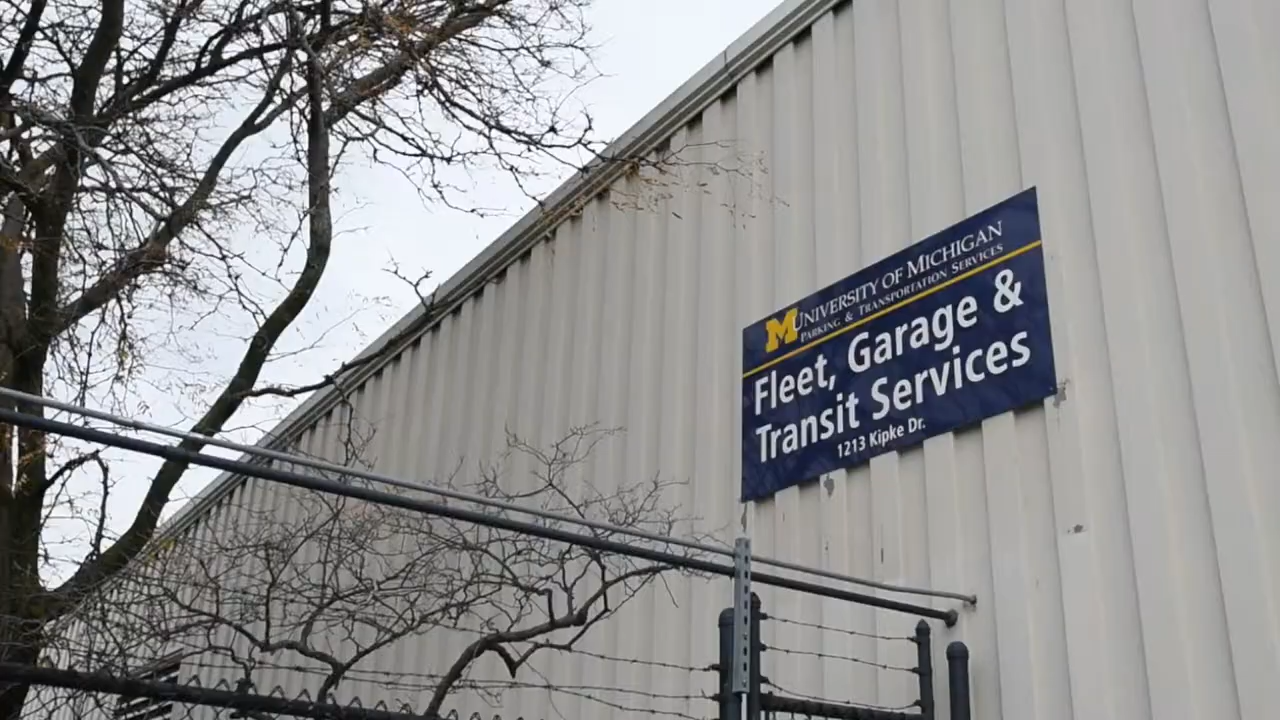 M UNIVERSITY OF MICHIGAN
PARKING & TRANSPORTATION SERVICES
Fleet, Garage &
Transit Services
1213 Kipke Dr.